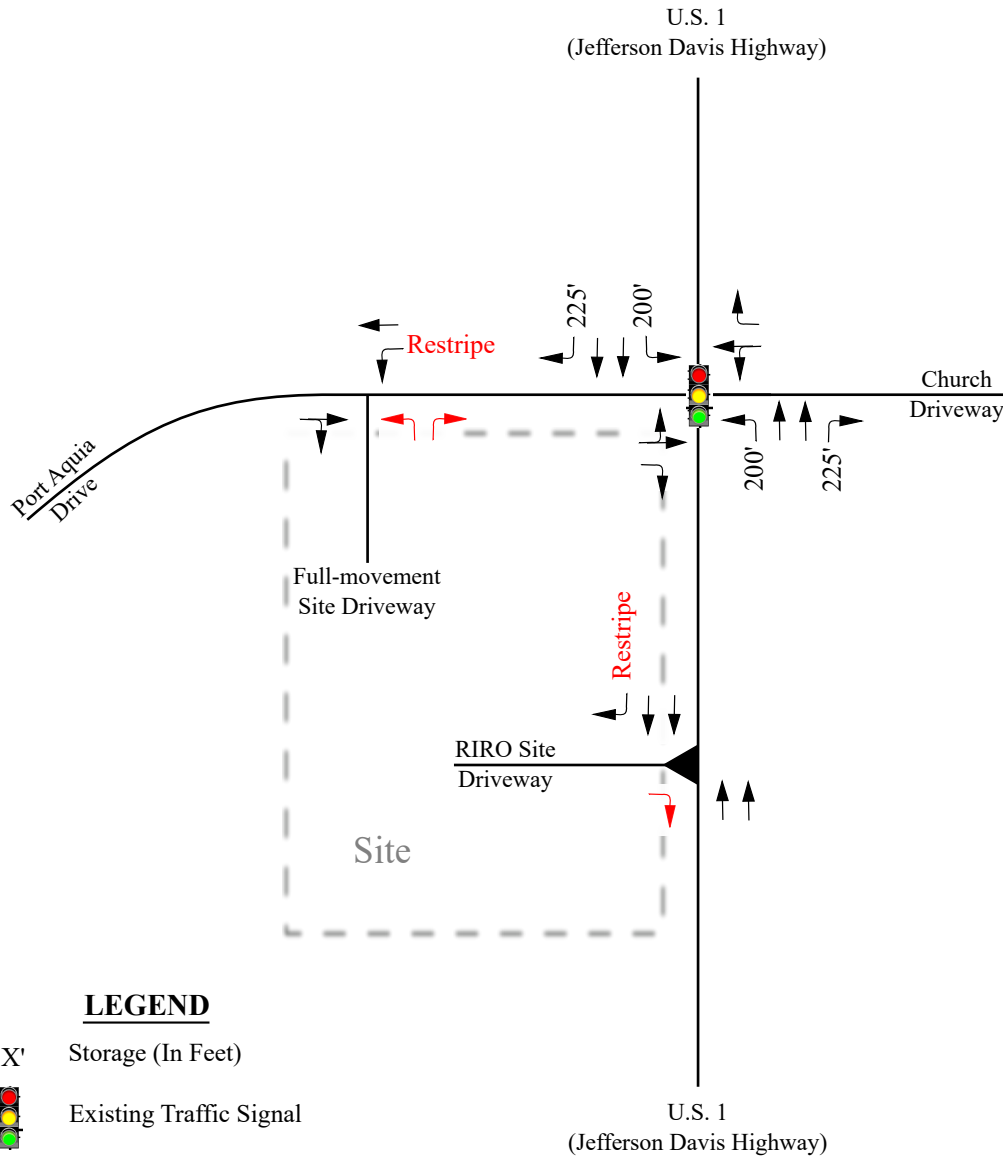 U.S. 1
(Jefferson Davis Highway)
225'
200'
Restripe
Church
Driveway
Port Aquia
Drive
200'
225'
Full-movement
Site Driveway
Restripe
RIRO Site
Driveway
Site
LEGEND
X' Storage (In Feet)
Existing Traffic Signal
U.S. 1
(Jefferson Davis Highway)